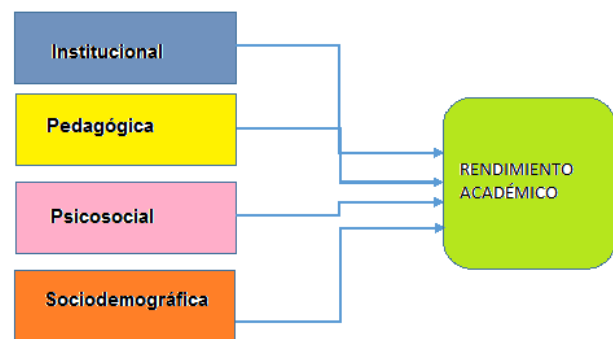 Institucional
Pedagógica
Psicosocial
Sociodemográfica
RENDIMIENTO
ACADÉMICO